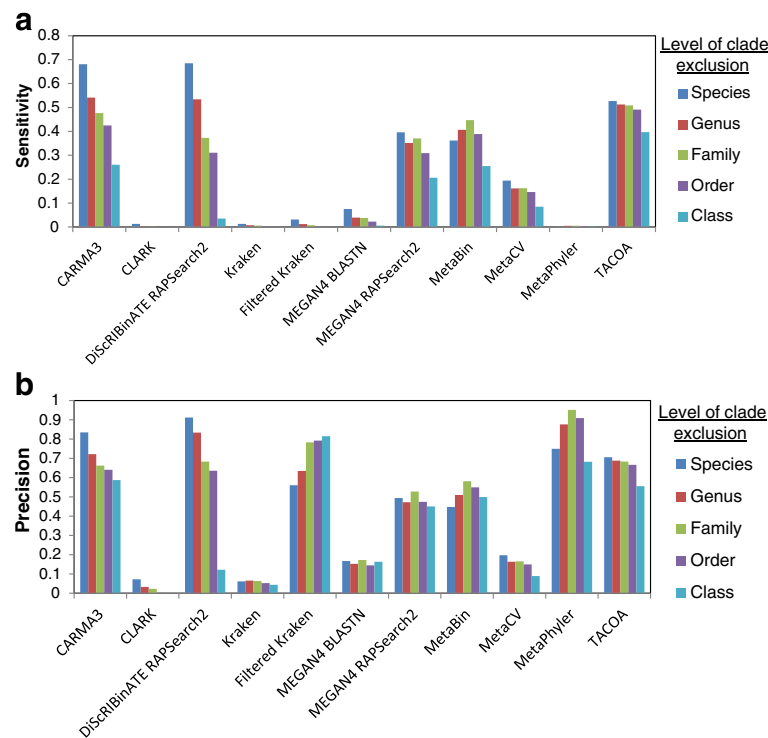 a
0.8
0.7
0.6
0.5
0.4
0.3
0.2
0.1
0
Sensitivity
CARMA3
CLARK
DiScRIBinATE RAPSearch2
Kraken
Filtered Kraken
MEGAN4 BLASTN
MEGAN4 RAPSearch2
MetaBin
MetaCV
MetaPhyler
TACOA
Level of clade
exclusion
Species
Genus
Family
Order
Class
b
1
0.9
0.8
0.7
0.6
0.5
0.4
0.3
0.2
0.1
0
Precision
CARMA3
CLARK
DiScRIBinATE RAPSearch2
Kraken
Filtered Kraken
MEGAN4 BLASTN
MEGAN4 RAPSearch2
MetaBin
MetaCV
MetaPhyler
TACOA
Level of clade
exclusion
Species
Genus
Family
Order
Class